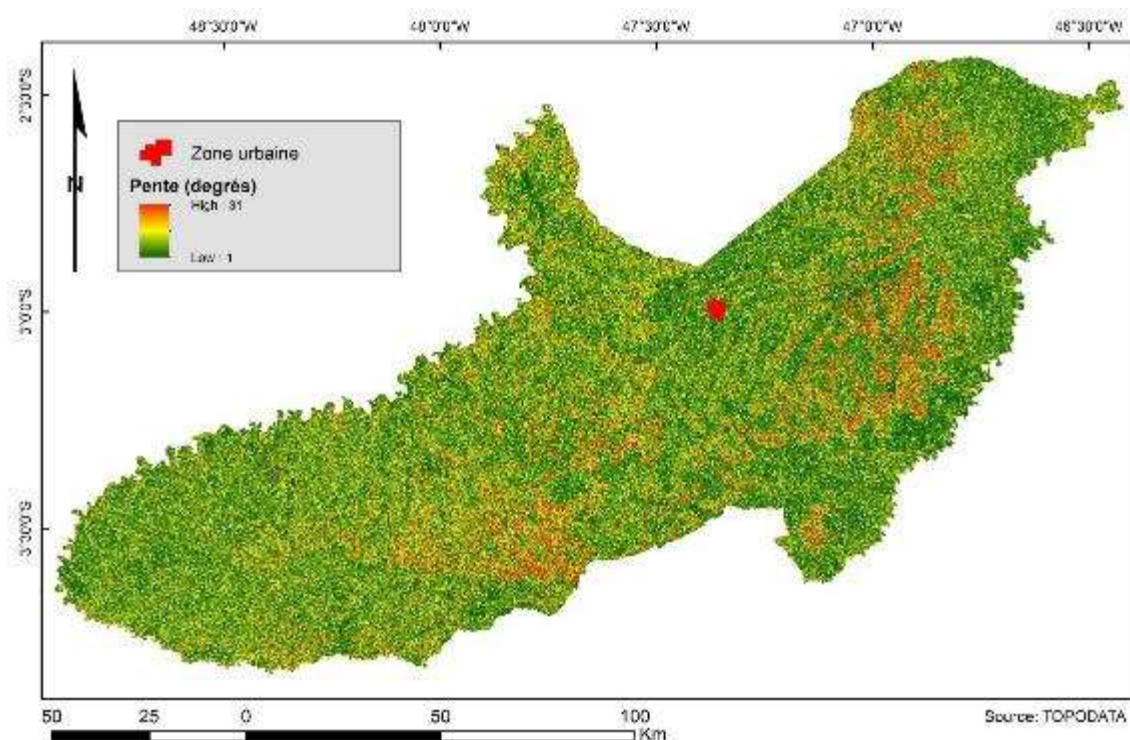 48°30'0"W 48°0'0"W 47°30'0"W 47°0'0"W 46°30'0"W
2°30'0"S
3°0'0"S
3°30'0"S
N
Zone urbaine
Pente (degrés)
High : 31
Low : 1
50 25 0 50 100
Km
Source: TOPODATA